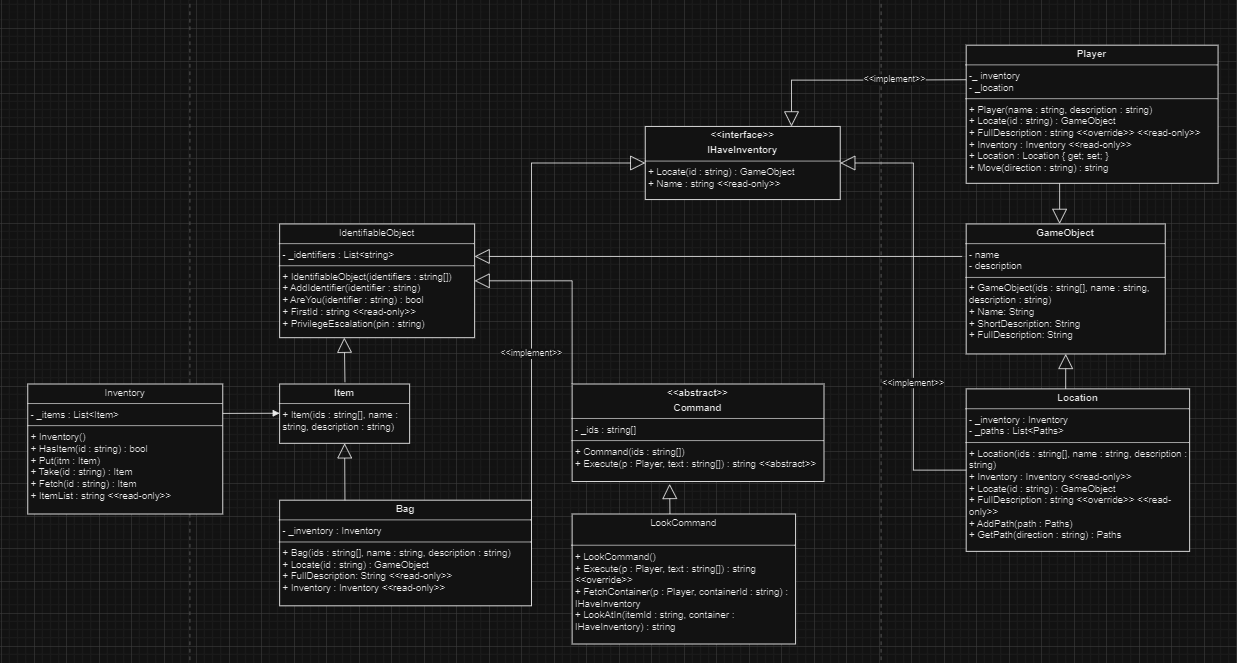 Player
-_ inventory
- _location
+ Player(name : string, description : string)
+ Locate(id : string) : GameObject
+ FullDescription : string <<override>> <<read-only>>
+ Inventory : Inventory <<read-only>>
+ Location : Location { get; set; }
+ Move(direction : string) : string
<<implement>>
<<interface>>
IHaveInventory
+ Locate(id : string) : GameObject
+ Name : string <<read-only>>
IdentifiableObject
- _identifiers : List<string>
+ IdentifiableObject(identifiers : string[])
+ AddIdentifier(identifier : string)
+ AreYou(identifier : string) : bool
+ FirstId : string <<read-only>>
+ PrivilegeEscalation(pin : string)
GameObject
- name
- description
+ GameObject(ids : string[], name : string,
description : string)
+ Name: String
+ ShortDescription: String
+ FullDescription: String
<<implement>>
<<implement>>
Inventory
- _items : List<Item>
+ Inventory()
+ HasItem(id : string) : bool
+ Put(itm : Item)
+ Take(id : string) : Item
+ Fetch(id : string) : Item
+ ItemList : string <<read-only>>
Item
+ Item(ids : string[], name :
string, description : string)
<<abstract>>
Command
- _ids : string[]
+ Command(ids : string[])
+ Execute(p : Player, text : string[]) : string <<abstract>>
Location
- _inventory : Inventory
- _paths : List<Paths>
+ Location(ids : string[], name : string, description :
string)
+ Inventory : Inventory <<read-only>>
+ Locate(id : string) : GameObject
+ FullDescription : string <<override>> <<read-
only>>
+ AddPath(path : Paths)
+ GetPath(direction : string) : Paths
Bag
- _inventory : Inventory
+ Bag(ids : string[], name : string, description : string)
+ Locate(id : string) : GameObject
+ FullDescription: String <<read-only>>
+ Inventory : Inventory <<read-only>>
LookCommand
+ LookCommand()
+ Execute(p : Player, text : string[]) : string
<<override>>
+ FetchContainer(p : Player, containerId : string) :
IHaveInventory
+ LookAtIn(itemId : string, container :
IHaveInventory) : string